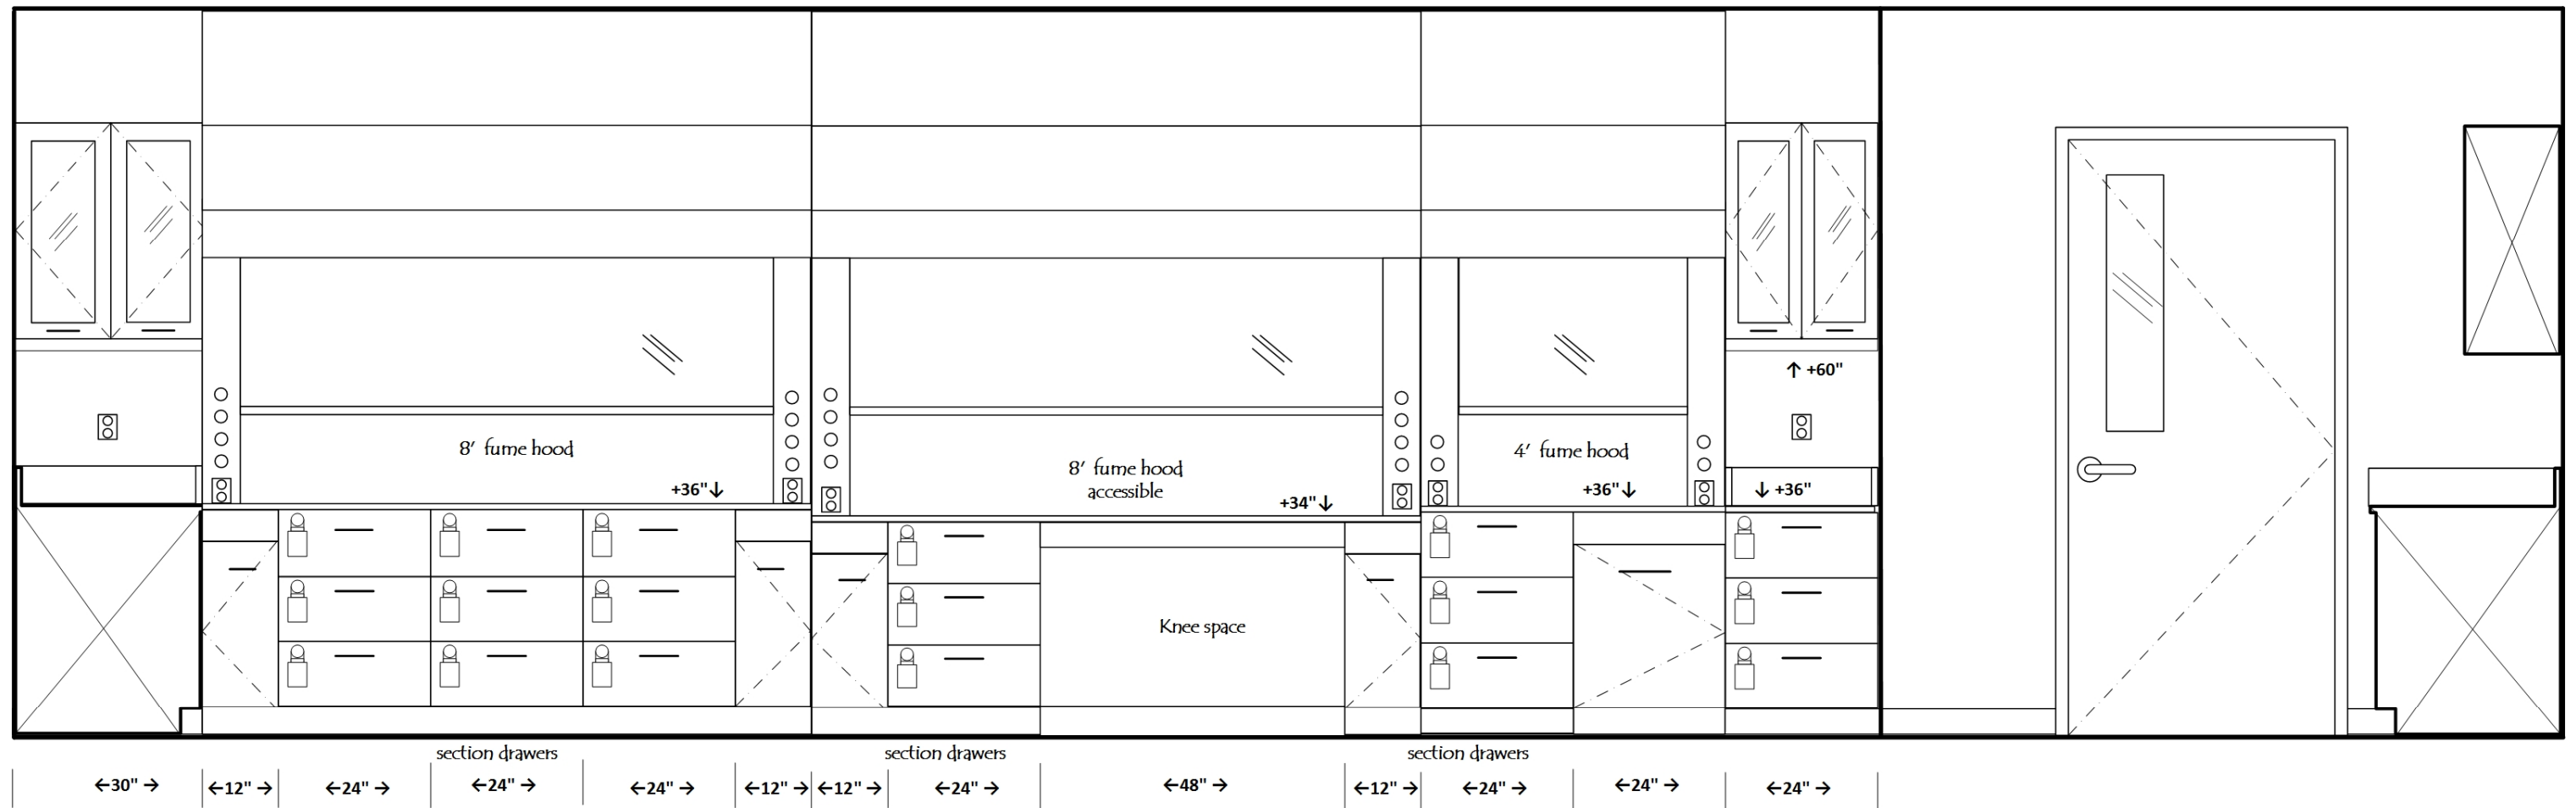 ↑ +60"
8' fume hood
8' fume hood
accessible
4' fume hood
+36"↓
+34"↓
+36"↓
↓ +36"
Knee space
section drawers
section drawers
section drawers
←30" →
←12" →
←24" →
←24" →
←24" →
←12" →
←12" →
←24" →
←48" →
←12" →
←24" →
←24" →
←24" →